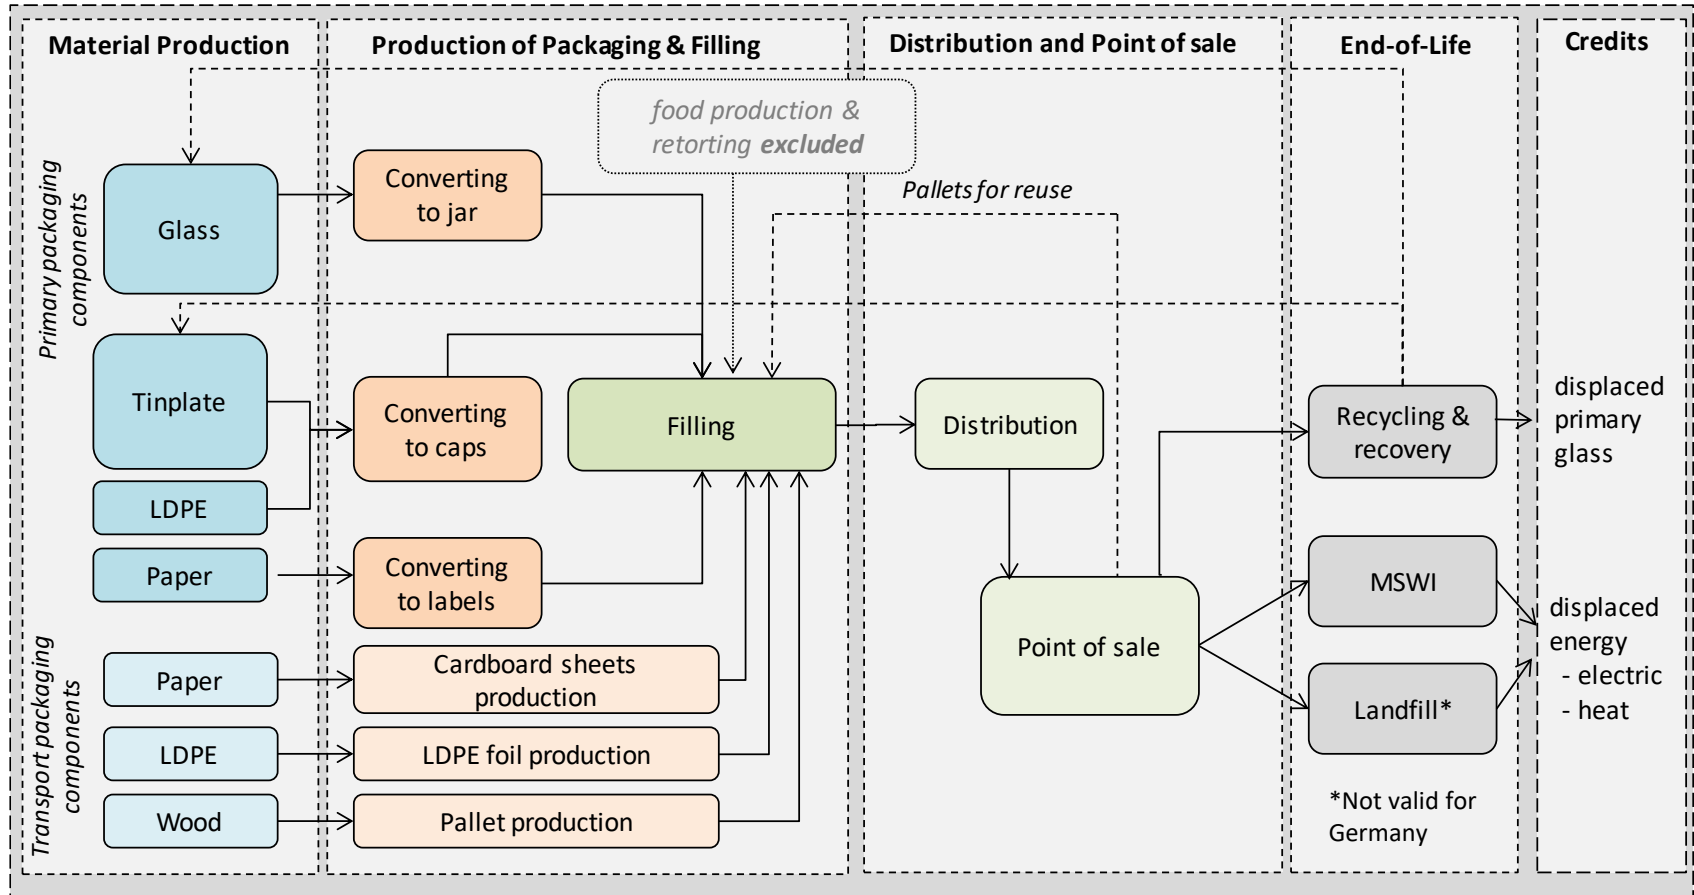 Material Production
Production of Packaging & Filling
Distribution and Point of sale
End-of-Life
Credits
Primary packaging
components
Glass
Tinplate
LDPE
Paper
Transport packaging
components
Paper
LDPE
Wood
food production &
retorting excluded
Converting
to jar
Converting
to caps
Filling
Converting
to labels
Cardboard sheets
production
LDPE foil production
Pallet production
Pallets for reuse
Distribution
Point of sale
Recycling &
recovery
MSWI
Landfill*
*Not valid for
Germany
displaced
primary
glass
displaced
energy
- electric
- heat